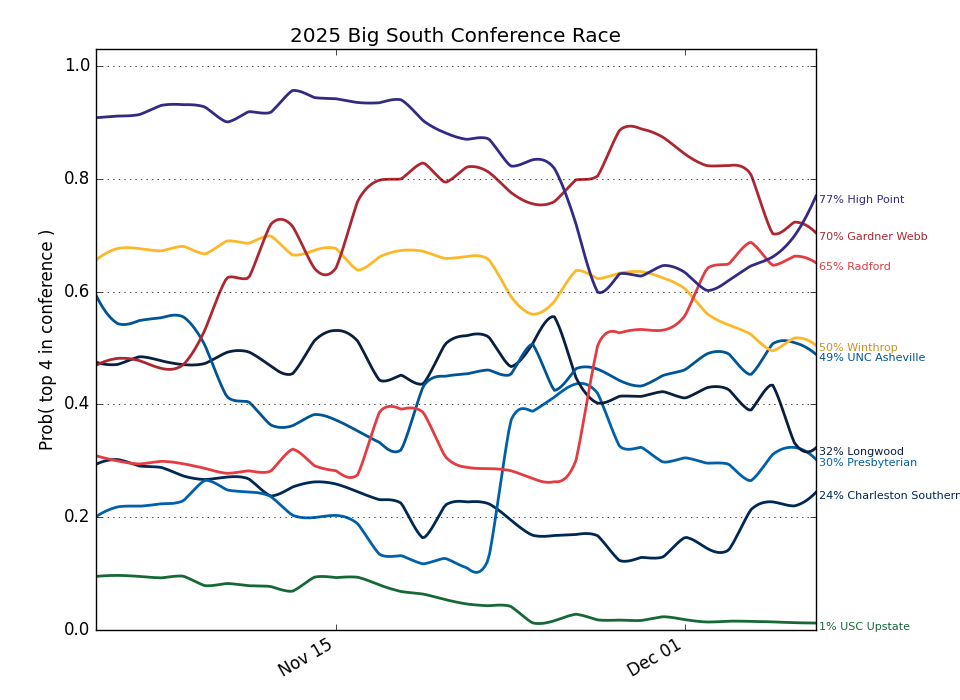 2025 Big South Conference Race
Prob( top 4 in conference )
1.0
0.8
0.6
0.4
0.2
0.0
Nov 15
Dec 01
77% High Point
70% Gardner Webb
65% Radford
50% Winthrop
49% UNC Asheville
32% Longwood
30% Presbyterian
24% Charleston Southern
1% USC Upstate